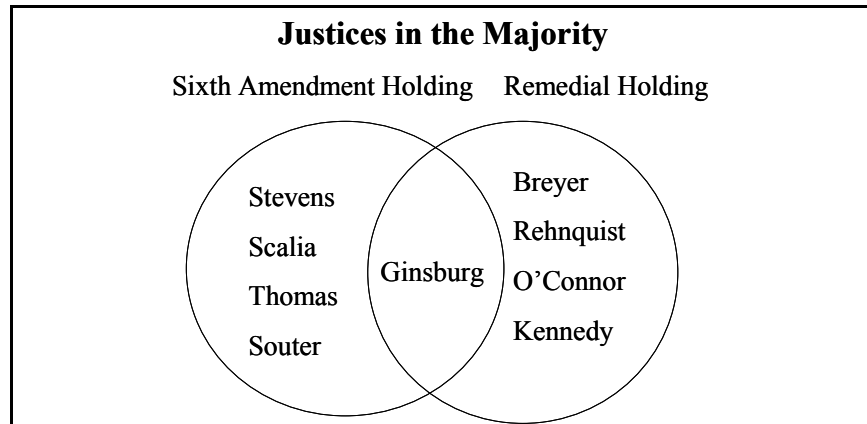 Justices in the Majority
Sixth Amendment Holding
Remedial Holding
Stevens
Scalia
Thomas
Souter
Ginsburg
Breyer
Rehnquist
O’Connor
Kennedy